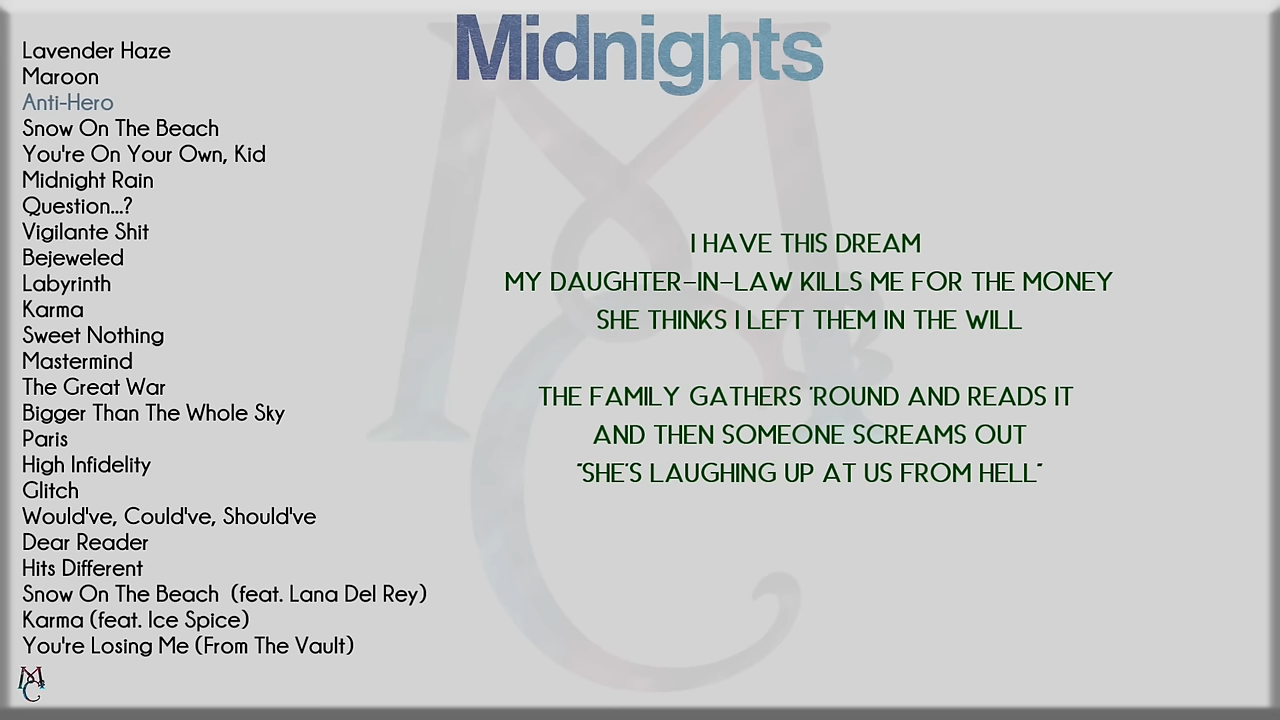 Midnights
Lavender Haze
Maroon
Anti-Hero
Snow On The Beach
You're On Your Own, Kid
Midnight Rain
Question...?
Vigilante Shit
Bejeweled
Labyrinth
Karma
Sweet Nothing
Mastermind
The Great War
Bigger Than The Whole Sky
Paris
High Infidelity
Glitch
Would've, Could've, Should've
Dear Reader
Hits Different
Snow On The Beach (feat. Lana Del Rey)
Karma (feat. Ice Spice)
You're Losing Me (From The Vault)
I HAVE THIS DREAM
MY DAUGHTER-IN-LAW KILLS ME FOR THE MONEY
SHE THINKS I LEFT THEM IN THE WILL
THE FAMILY GATHERS 'ROUND AND READS IT
AND THEN SOMEONE SCREAMS OUT
"SHE'S LAUGHING UP AT US FROM HELL"